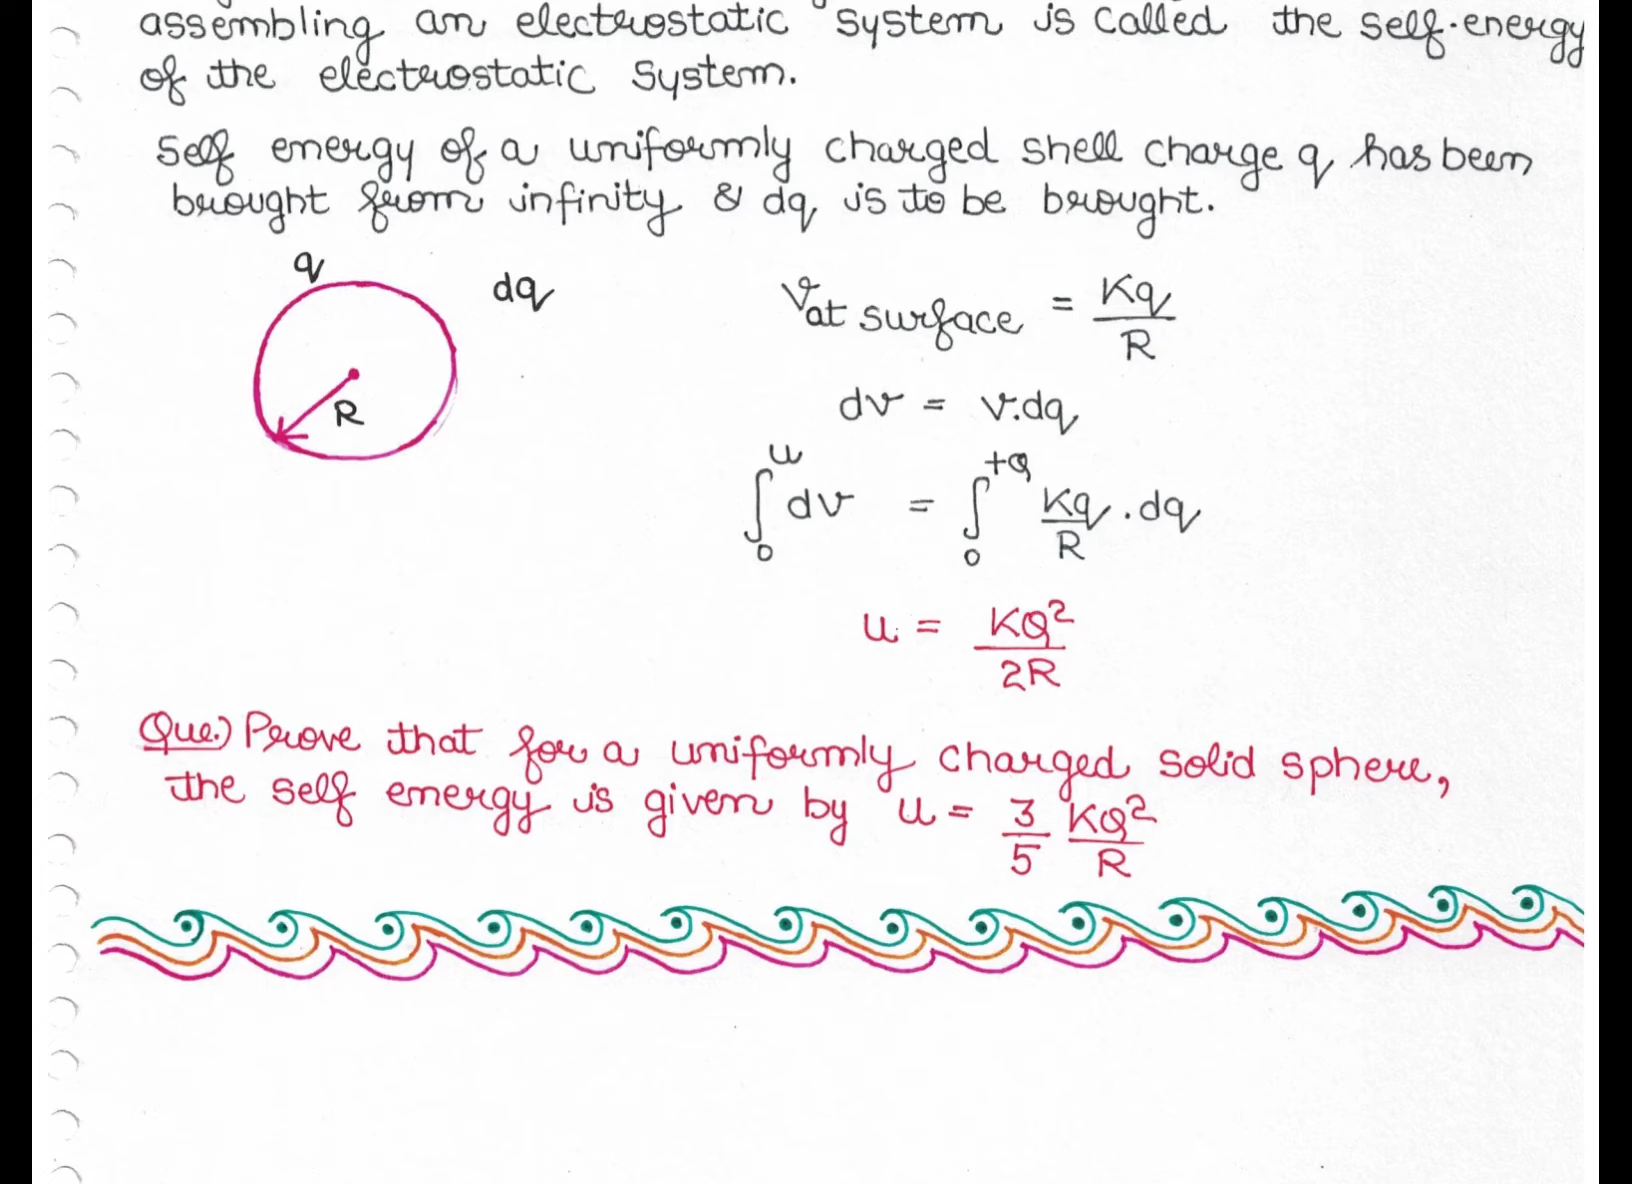 assembling an electrostatic system is called the self-energy
of the electrostatic System.
Self energy of a uniformly charged shell charge q has been
brought from infinity & dq is to be brought.
q
dq
R
Vat surface = Kq/R
dv = v.dq
∫₀ᵘ dv = ∫₀⁺Q Kq/R . dq
u = KQ²/2R
Que.) Prove that for a uniformly charged solid sphere,
the self energy is given by u = 3/5 KQ²/R